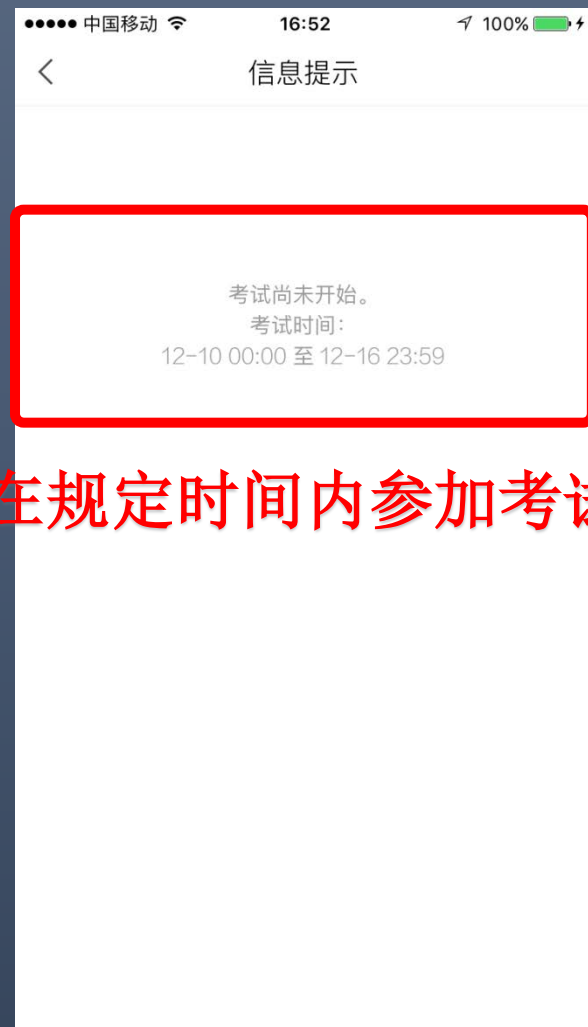 中国移动 16:52 100%
信息提示
考试尚未开始。
考试时间：
12-10 00:00 至 12-16 23:59
在规定时间内参加考试